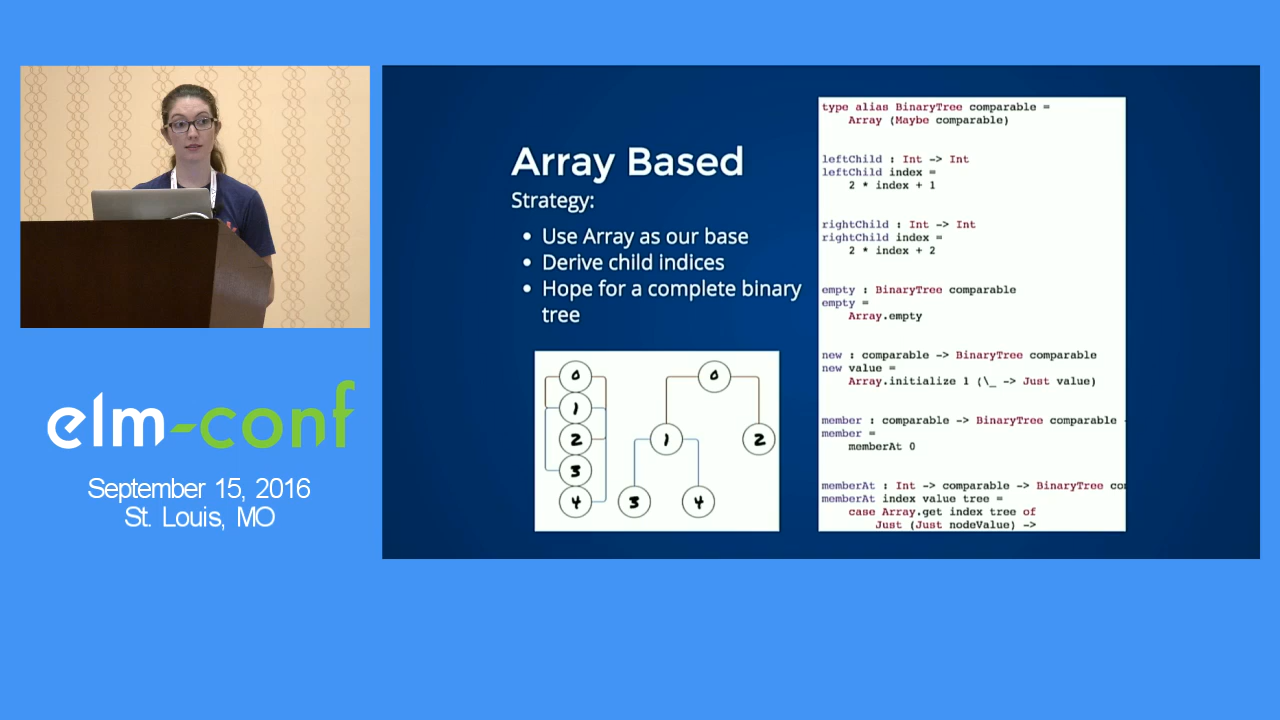 elm-conf
September 15, 2016
St. Louis, MO
Array Based
Strategy:
• Use Array as our base
• Derive child indices
• Hope for a complete binary
tree
0
1
2
3
4
0
1
2
3
4
type alias BinaryTree comparable =
Array (Maybe comparable)
leftChild : Int -> Int
leftChild index =
2 * index + 1
rightChild : Int -> Int
rightChild index =
2 * index + 2
empty : BinaryTree comparable
empty =
Array.empty
new : comparable -> BinaryTree comparable
new value =
Array.initialize 1 (\_ -> Just value)
member : comparable -> BinaryTree comparable -
member =
memberAt 0
memberAt : Int -> comparable -> BinaryTree co
memberAt index value tree =
case Array.get index tree of
Just (Just nodeValue) ->